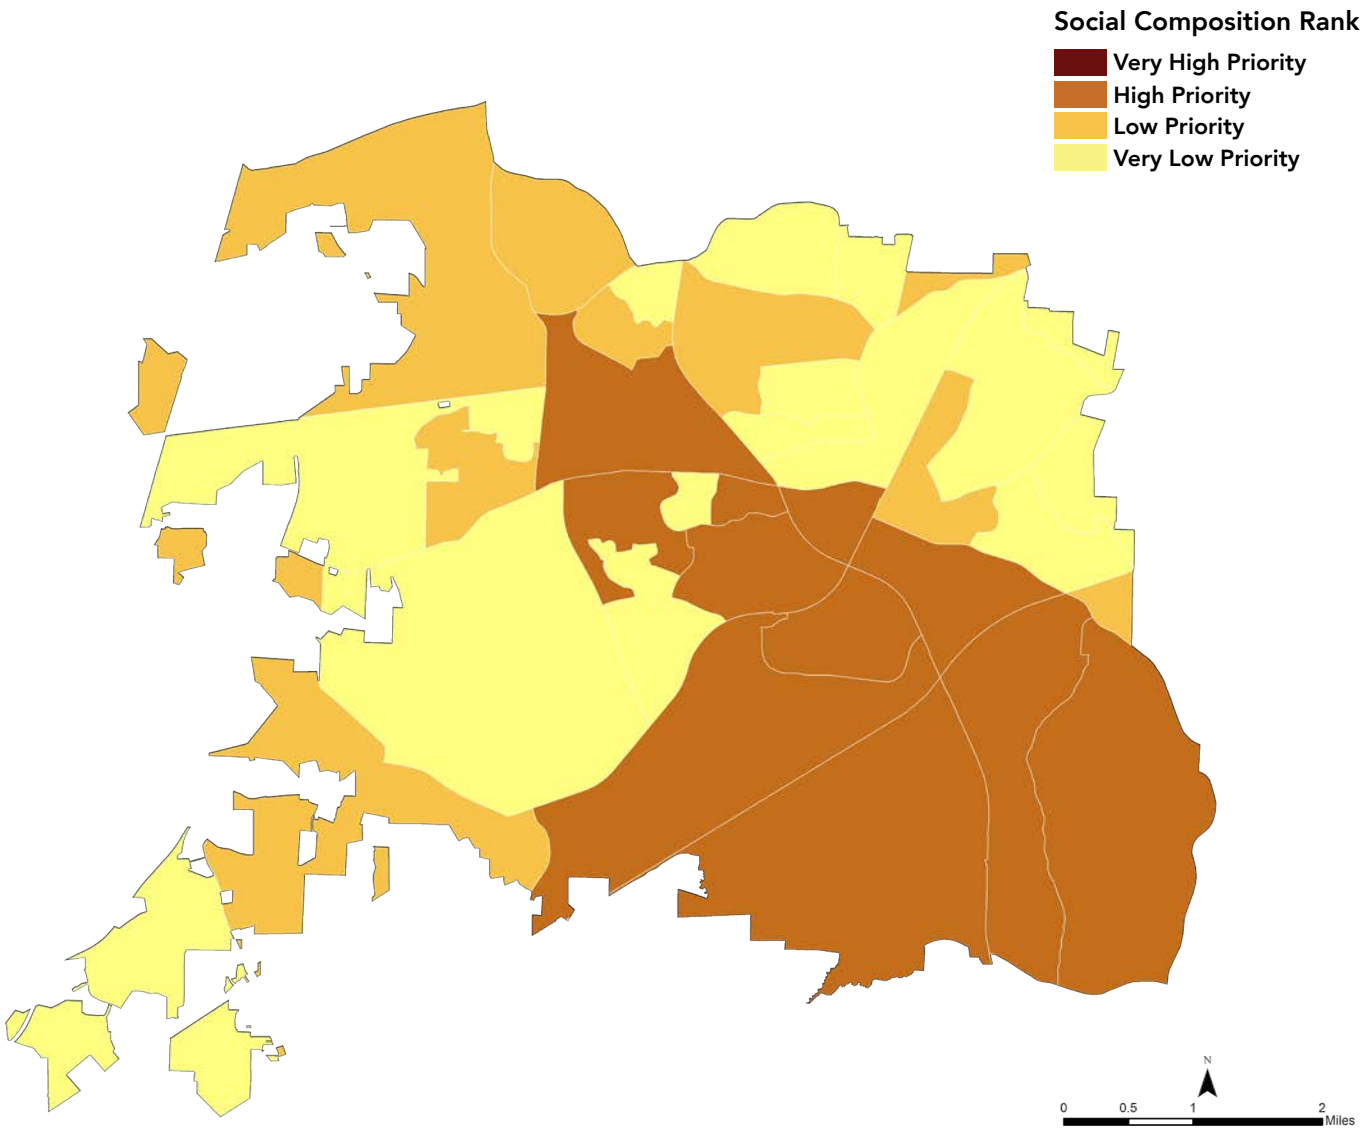 Social Composition Rank
Very High Priority
High Priority
Low Priority
Very Low Priority
N
0 0.5 1 2
Miles